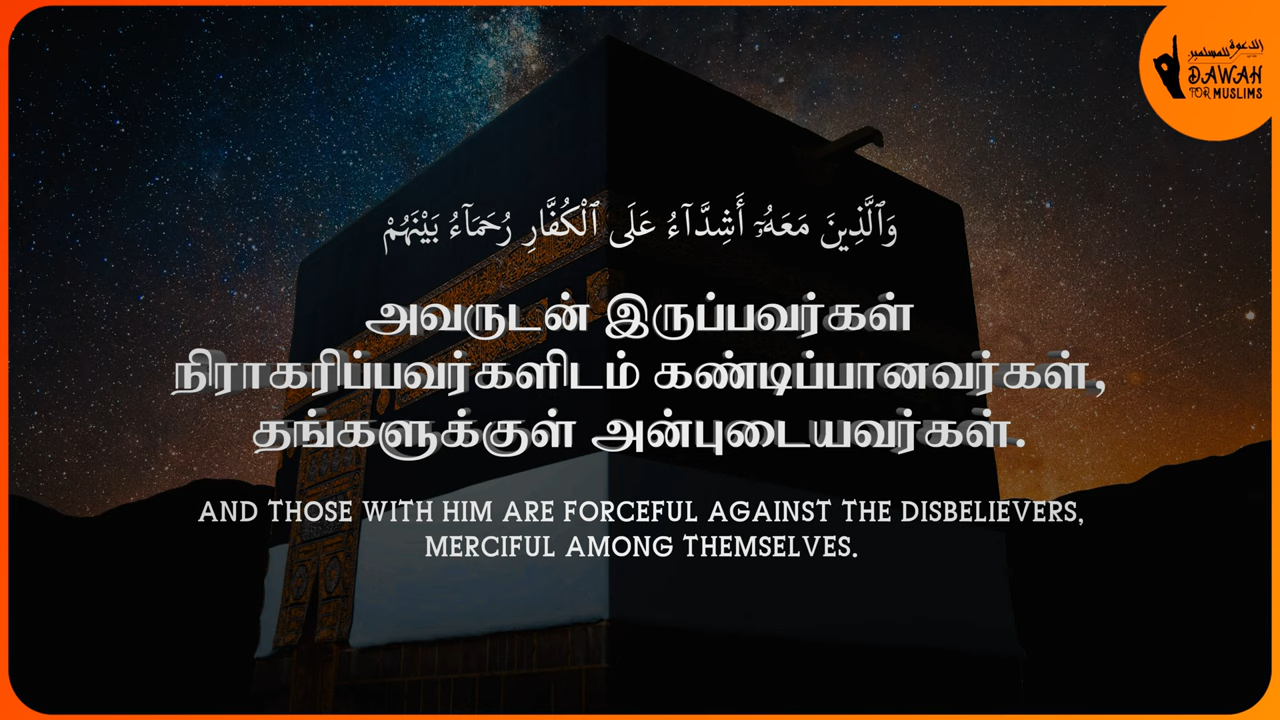 الدعوة للمسلمين
DAWAH
FOR MUSLIMS
وَٱلَّذِينَ مَعَهُۥٓ أَشِدَّآءُ عَلَى ٱلْكُفَّارِ رُحَمَآءُ بَيْنَهُمْ
அவருடன் இருப்பவர்கள்
நிராகரிப்பவர்களிடம் கண்டிப்பானவர்கள்,
தங்களுக்குள் அன்புடையவர்கள்.
AND THOSE WITH HIM ARE FORCEFUL AGAINST THE DISBELIEVERS,
MERCIFUL AMONG THEMSELVES.